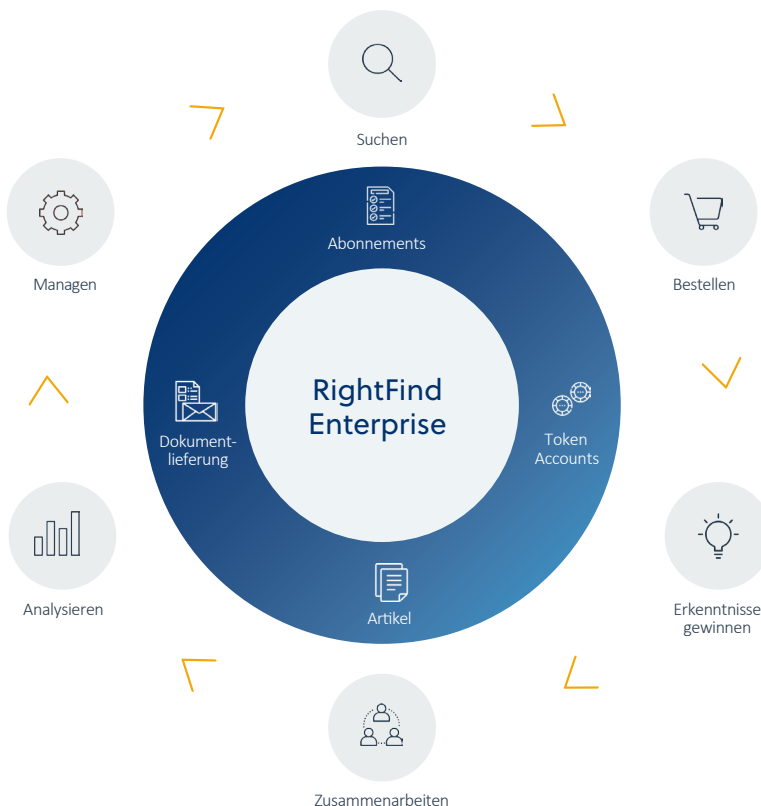 Suchen
Managen
Abonnements
Bestellen
RightFind
Enterprise
Dokument-
lieferung
Token
Accounts
Analysieren
Artikel
Erkenntnisse
gewinnen
Zusammenarbeiten